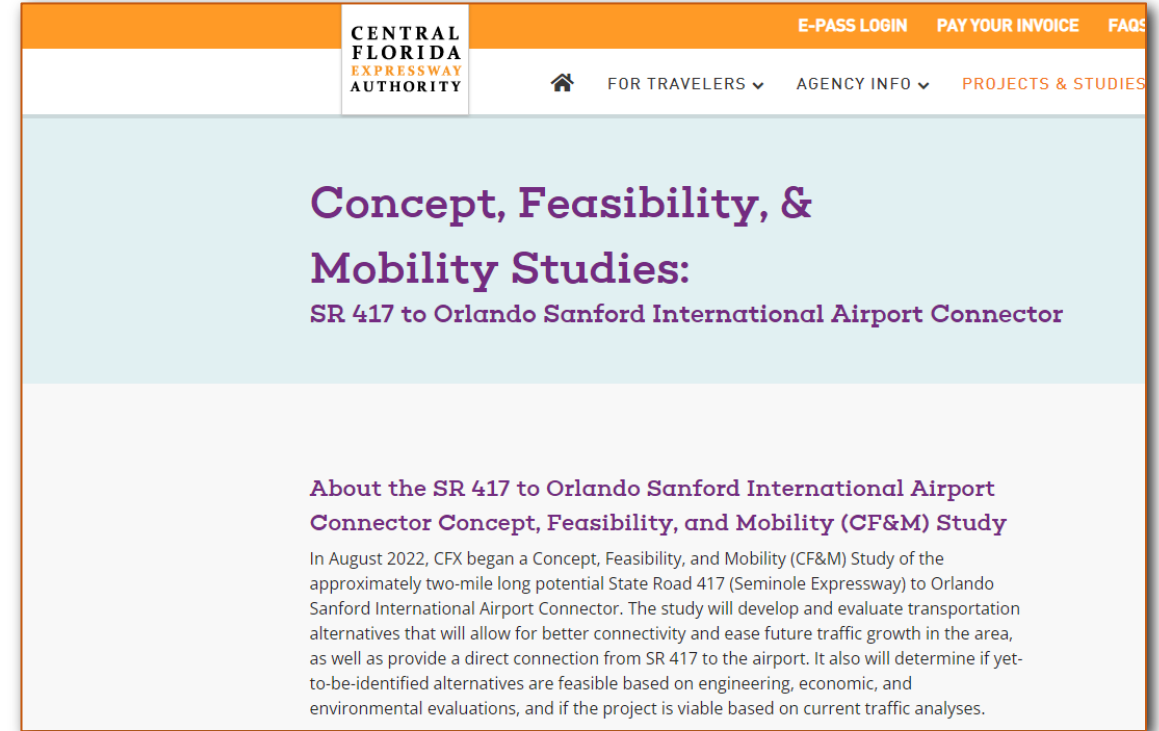 CENTRAL
FLORIDA
EXPRESSWAY
AUTHORITY
E-PASS LOGIN PAY YOUR INVOICE FAQS
FOR TRAVELERS AGENCY INFO PROJECTS & STUDIES
Concept, Feasibility, &
Mobility Studies:
SR 417 to Orlando Sanford International Airport Connector
About the SR 417 to Orlando Sanford International Airport
Connector Concept, Feasibility, and Mobility (CF&M) Study
In August 2022, CFX began a Concept, Feasibility, and Mobility (CF&M) Study of the
approximately two-mile long potential State Road 417 (Seminole Expressway) to Orlando
Sanford International Airport Connector. The study will develop and evaluate transportation
alternatives that will allow for better connectivity and ease future traffic growth in the area,
as well as provide a direct connection from SR 417 to the airport. It also will determine if yet-
to-be-identified alternatives are feasible based on engineering, economic, and
environmental evaluations, and if the project is viable based on current traffic analyses.